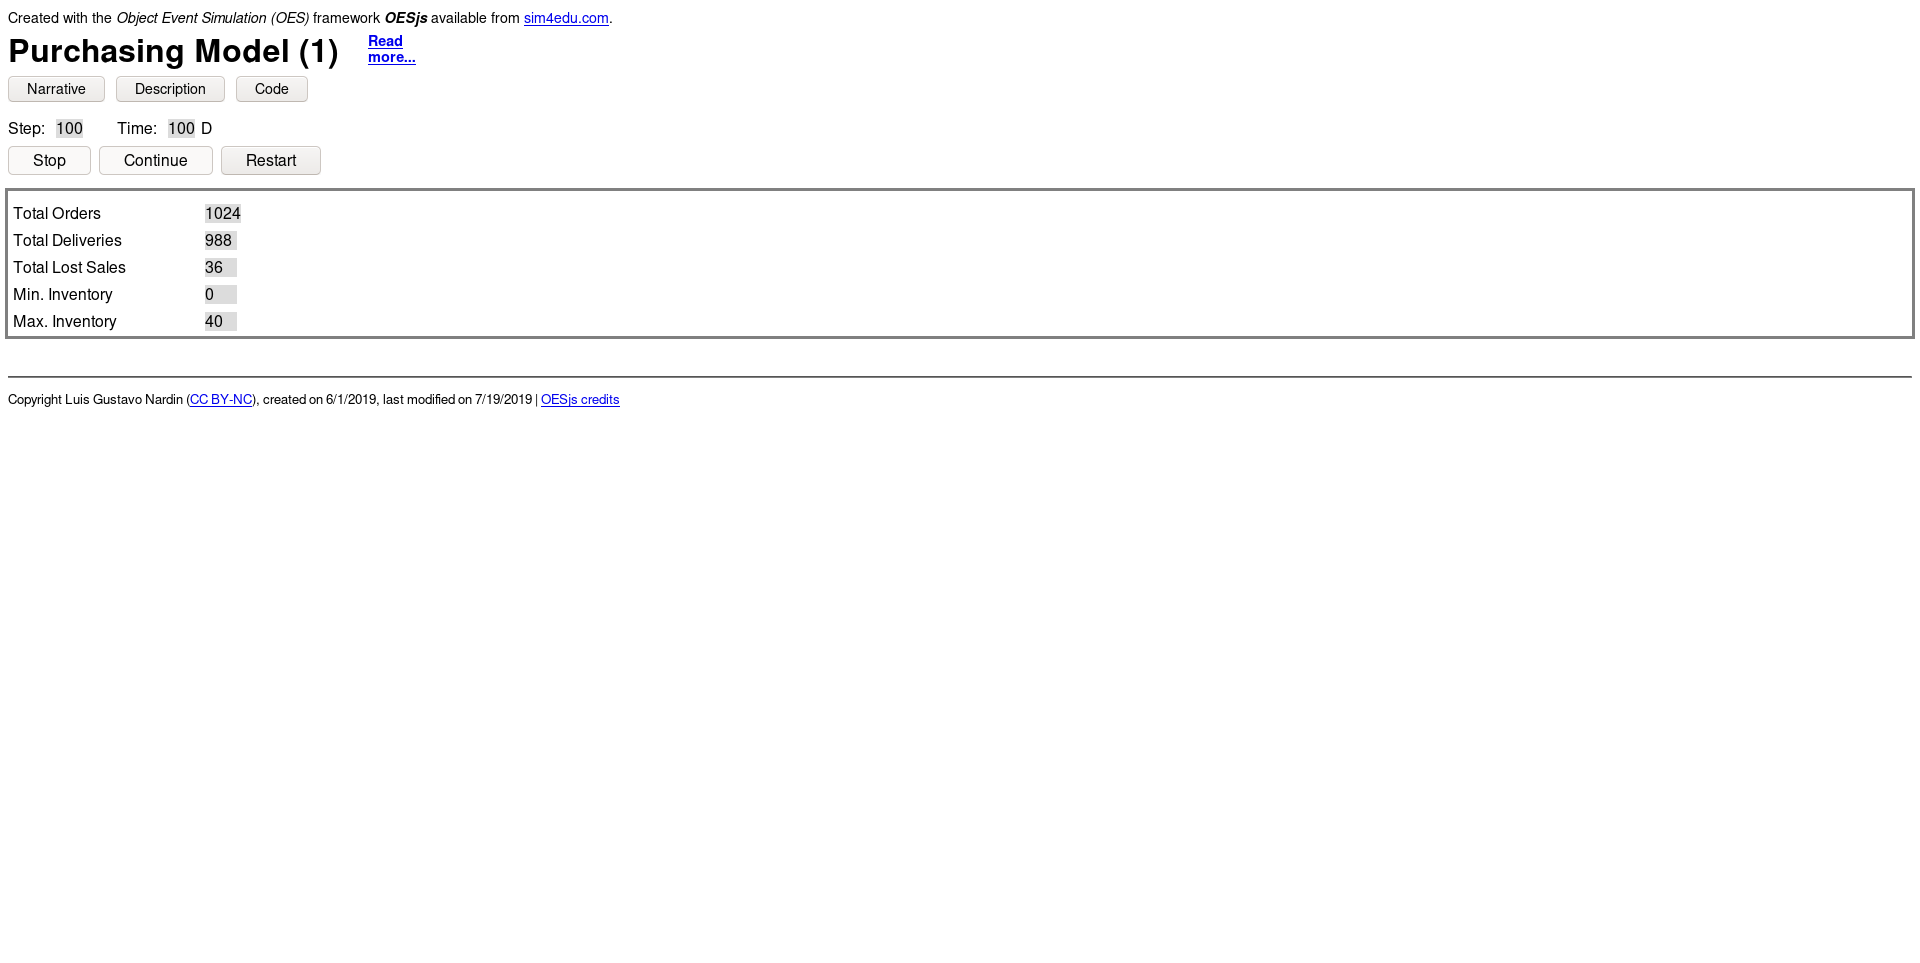 Created with the Object Event Simulation (OES) framework OESjs available from sim4edu.com.
Purchasing Model (1) Read more...
Narrative Description Code
Step: 100 Time: 100 D
Stop Continue Restart
Total Orders 1024
Total Deliveries 988
Total Lost Sales 36
Min. Inventory 0
Max. Inventory 40
Copyright Luis Gustavo Nardin (CC BY-NC), created on 6/1/2019, last modified on 7/19/2019 | OESjs credits